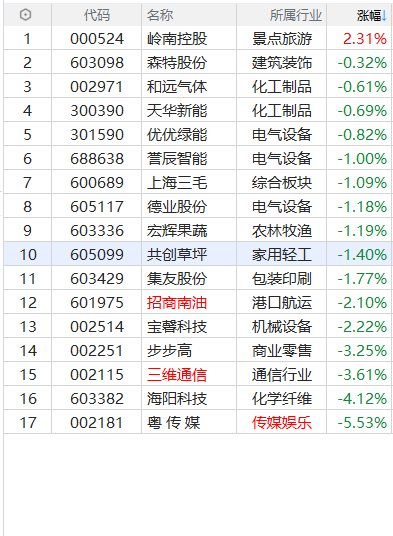 代码 名称 所属行业 涨幅↓
1 000524 岭南控股 景点旅游 2.31%
2 603098 森特股份 建筑装饰 -0.32%
3 002971 和远气体 化工制品 -0.61%
4 300390 天华新能 化工制品 -0.69%
5 301590 优优绿能 电气设备 -0.82%
6 688638 誉辰智能 电气设备 -1.00%
7 600689 上海三毛 综合板块 -1.09%
8 605117 德业股份 电气设备 -1.18%
9 603336 宏辉果蔬 农林牧渔 -1.19%
10 605099 共创草坪 家用轻工 -1.40%
11 603429 集友股份 包装印刷 -1.77%
12 601975 招商南油 港口航运 -2.10%
13 002514 宝馨科技 机械设备 -2.22%
14 002251 步步高 商业零售 -3.25%
15 002115 三维通信 通信行业 -3.61%
16 603382 海阳科技 化学纤维 -4.12%
17 002181 粤 传 媒 传媒娱乐 -5.53%